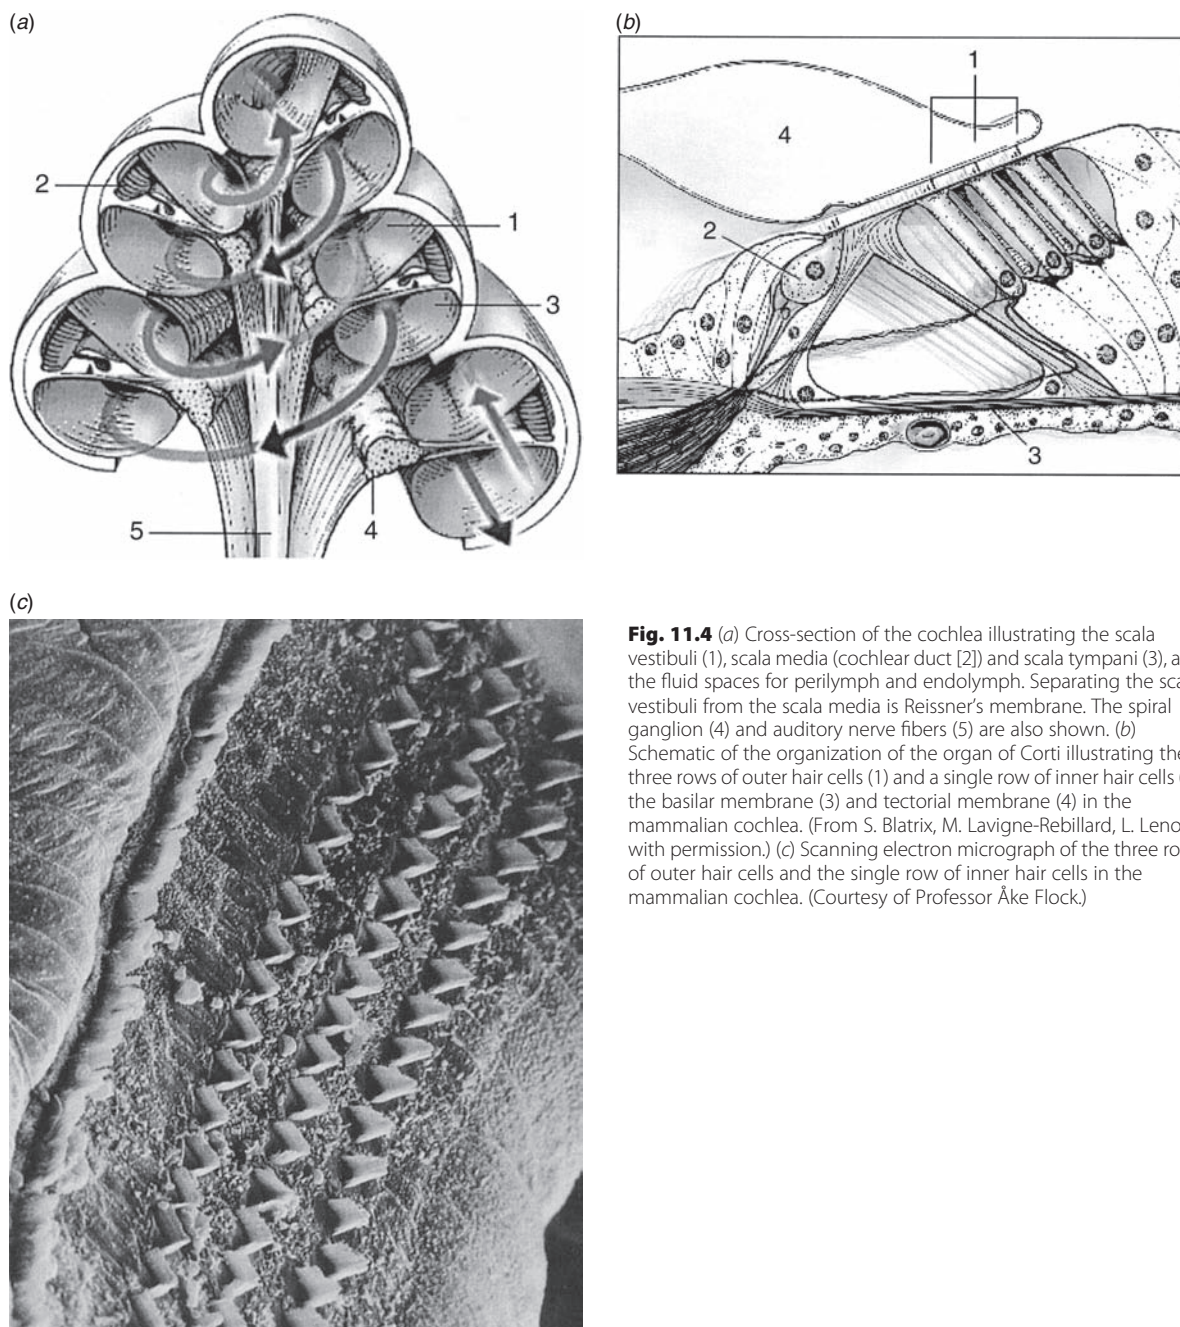 (a)
2
1
3
5
4
(b)
1
4
2
3
(c)
Fig. 11.4 (a) Cross-section of the cochlea illustrating the scala
vestibuli (1), scala media (cochlear duct [2]) and scala tympani (3), a
the fluid spaces for perilymph and endolymph. Separating the sca
vestibuli from the scala media is Reissner's membrane. The spiral
ganglion (4) and auditory nerve fibers (5) are also shown. (b)
Schematic of the organization of the organ of Corti illustrating the
three rows of outer hair cells (1) and a single row of inner hair cells (
the basilar membrane (3) and tectorial membrane (4) in the
mammalian cochlea. (From S. Blatrix, M. Lavigne-Rebillard, L. Leno
with permission.) (c) Scanning electron micrograph of the three ro
of outer hair cells and the single row of inner hair cells in the
mammalian cochlea. (Courtesy of Professor Åke Flock.)